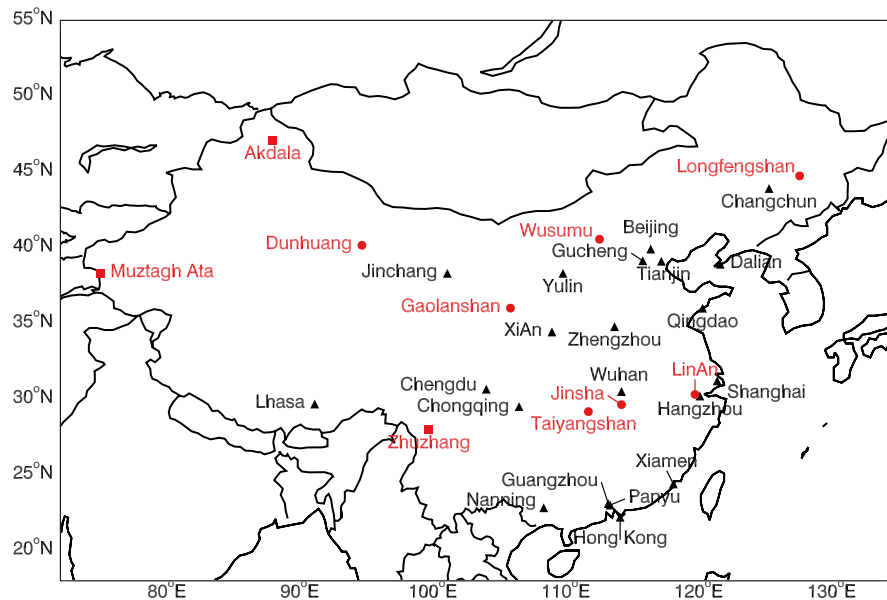 55°N
50°N
Akdala
45°N
Longfengshan
Changchun
Beijing
Wusumu
40°N
Dunhuang
Gucheng
Dalian
Muztagh Ata
Jinchang
Tianjin
Yulin
Gaolanshan
35°N
Qingdao
XiAn
Zhengzhou
LinAn
Wuhan
Chengdu
Shanghai
Jinsha
30°N
Lhasa
Chongqing
Hangzhou
Taiyangshan
Zhuzhang
Xiamen
25°N
Guangzhou
Panyu
Nanning
Hong Kong
20°N
80°E
90°E
100°E
110°E
120°E
130°E